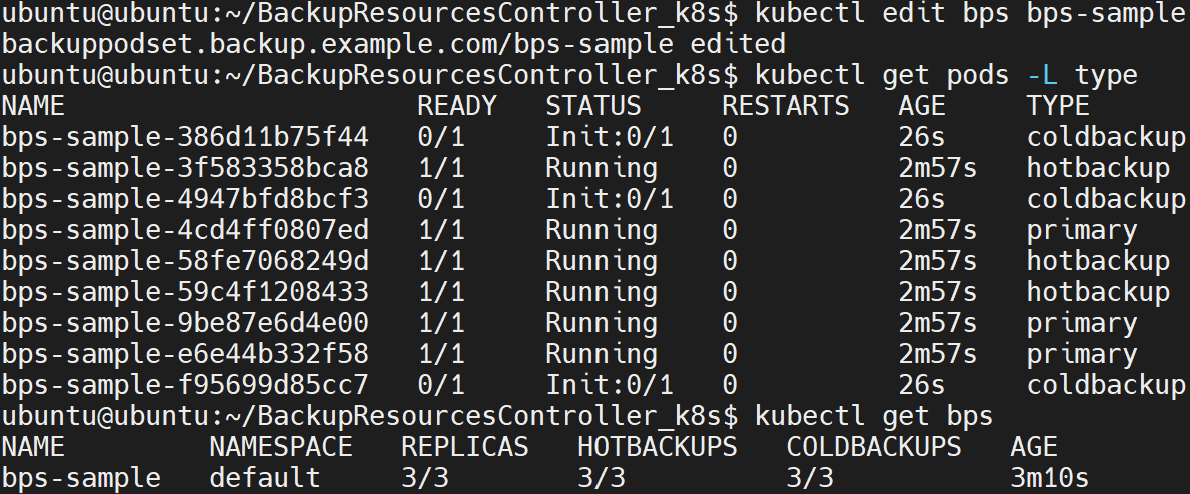 ubuntu@ubuntu:~/BackupResourcesController_k8s$ kubectl edit bps bps-sample
backuppodset.backup.example.com/bps-sample edited
ubuntu@ubuntu:~/BackupResourcesController_k8s$ kubectl get pods -L type
NAME READY STATUS RESTARTS AGE TYPE
bps-sample-386d11b75f44 0/1 Init:0/1 0 26s coldbackup
bps-sample-3f583358bca8 1/1 Running 0 2m57s hotbackup
bps-sample-4947bfd8bcf3 0/1 Init:0/1 0 26s coldbackup
bps-sample-4cd4ff0807ed 1/1 Running 0 2m57s primary
bps-sample-58fe7068249d 1/1 Running 0 2m57s hotbackup
bps-sample-59c4f1208433 1/1 Running 0 2m57s hotbackup
bps-sample-9be87e6d4e00 1/1 Running 0 2m57s primary
bps-sample-e6e44b332f58 1/1 Running 0 2m57s primary
bps-sample-f95699d85cc7 0/1 Init:0/1 0 26s coldbackup
ubuntu@ubuntu:~/BackupResourcesController_k8s$ kubectl get bps
NAME NAMESPACE REPLICAS HOTBACKUPS COLDBACKUPS AGE
bps-sample default 3/3 3/3 3/3 3m10s